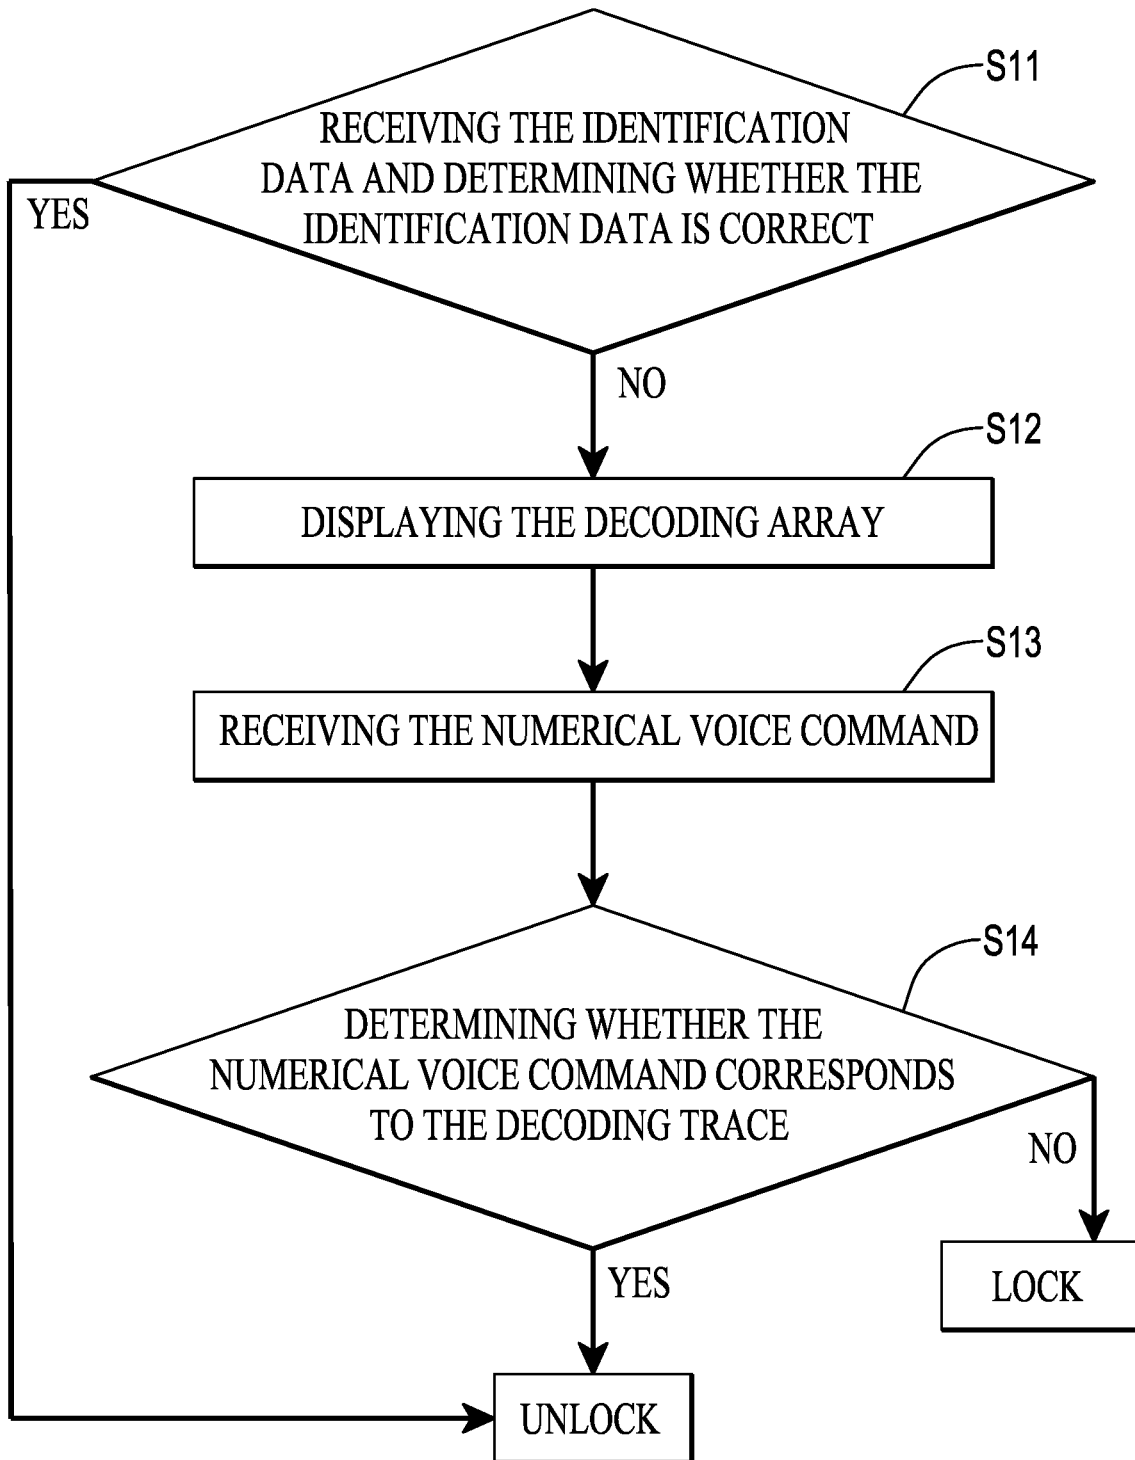 S11
RECEIVING THE IDENTIFICATION
DATA AND DETERMINING WHETHER THE
IDENTIFICATION DATA IS CORRECT
YES
NO
S12
DISPLAYING THE DECODING ARRAY
S13
RECEIVING THE NUMERICAL VOICE COMMAND
S14
DETERMINING WHETHER THE
NUMERICAL VOICE COMMAND CORRESPONDS
TO THE DECODING TRACE
NO
YES
LOCK
UNLOCK